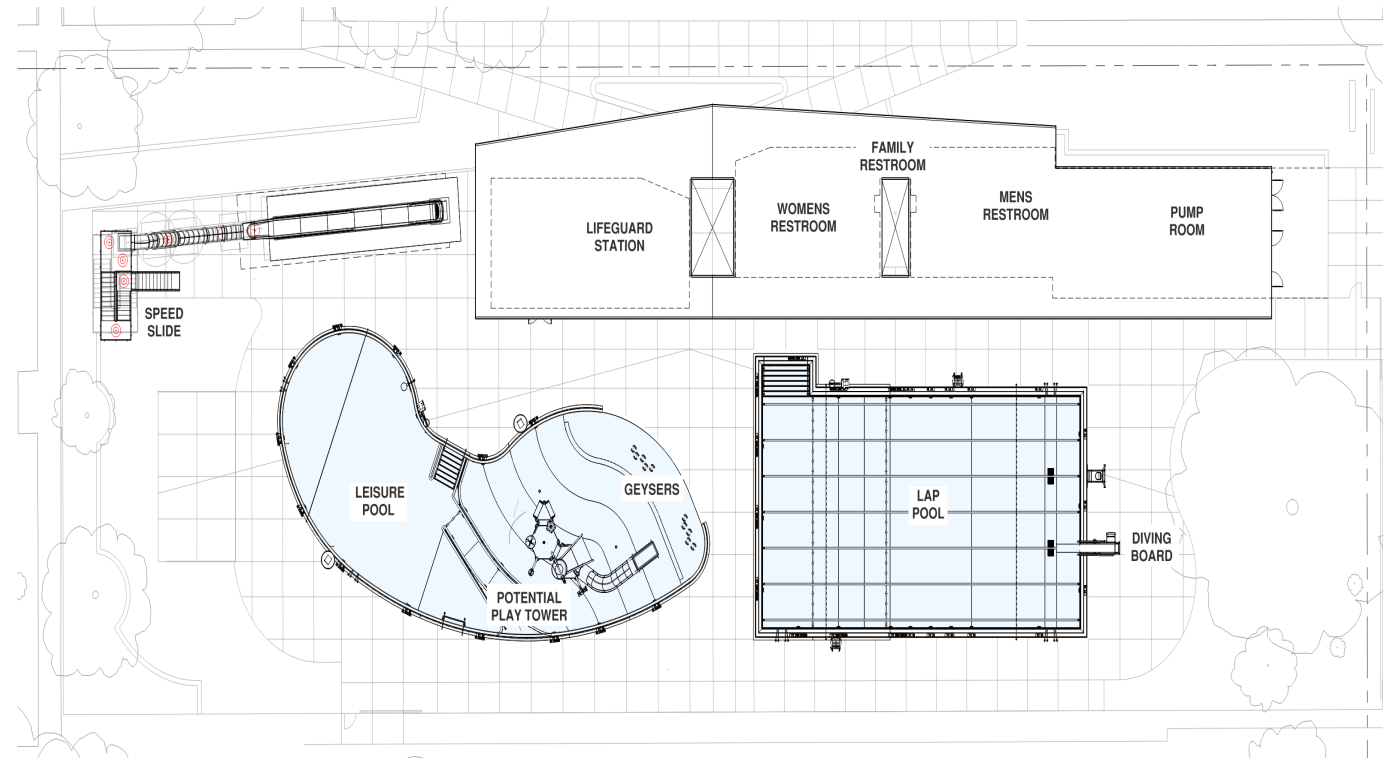 FAMILY
RESTROOM
LIFEGUARD
STATION
WOMENS
RESTROOM
MENS
RESTROOM
PUMP
ROOM
SPEED
SLIDE
LEISURE
POOL
GEYSERS
POTENTIAL
PLAY TOWER
LAP
POOL
DIVING
BOARD